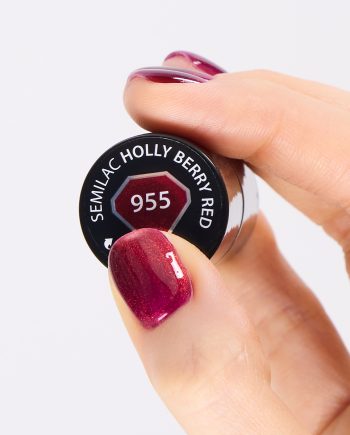 SEMILAC HOLLY BERRY RED
955